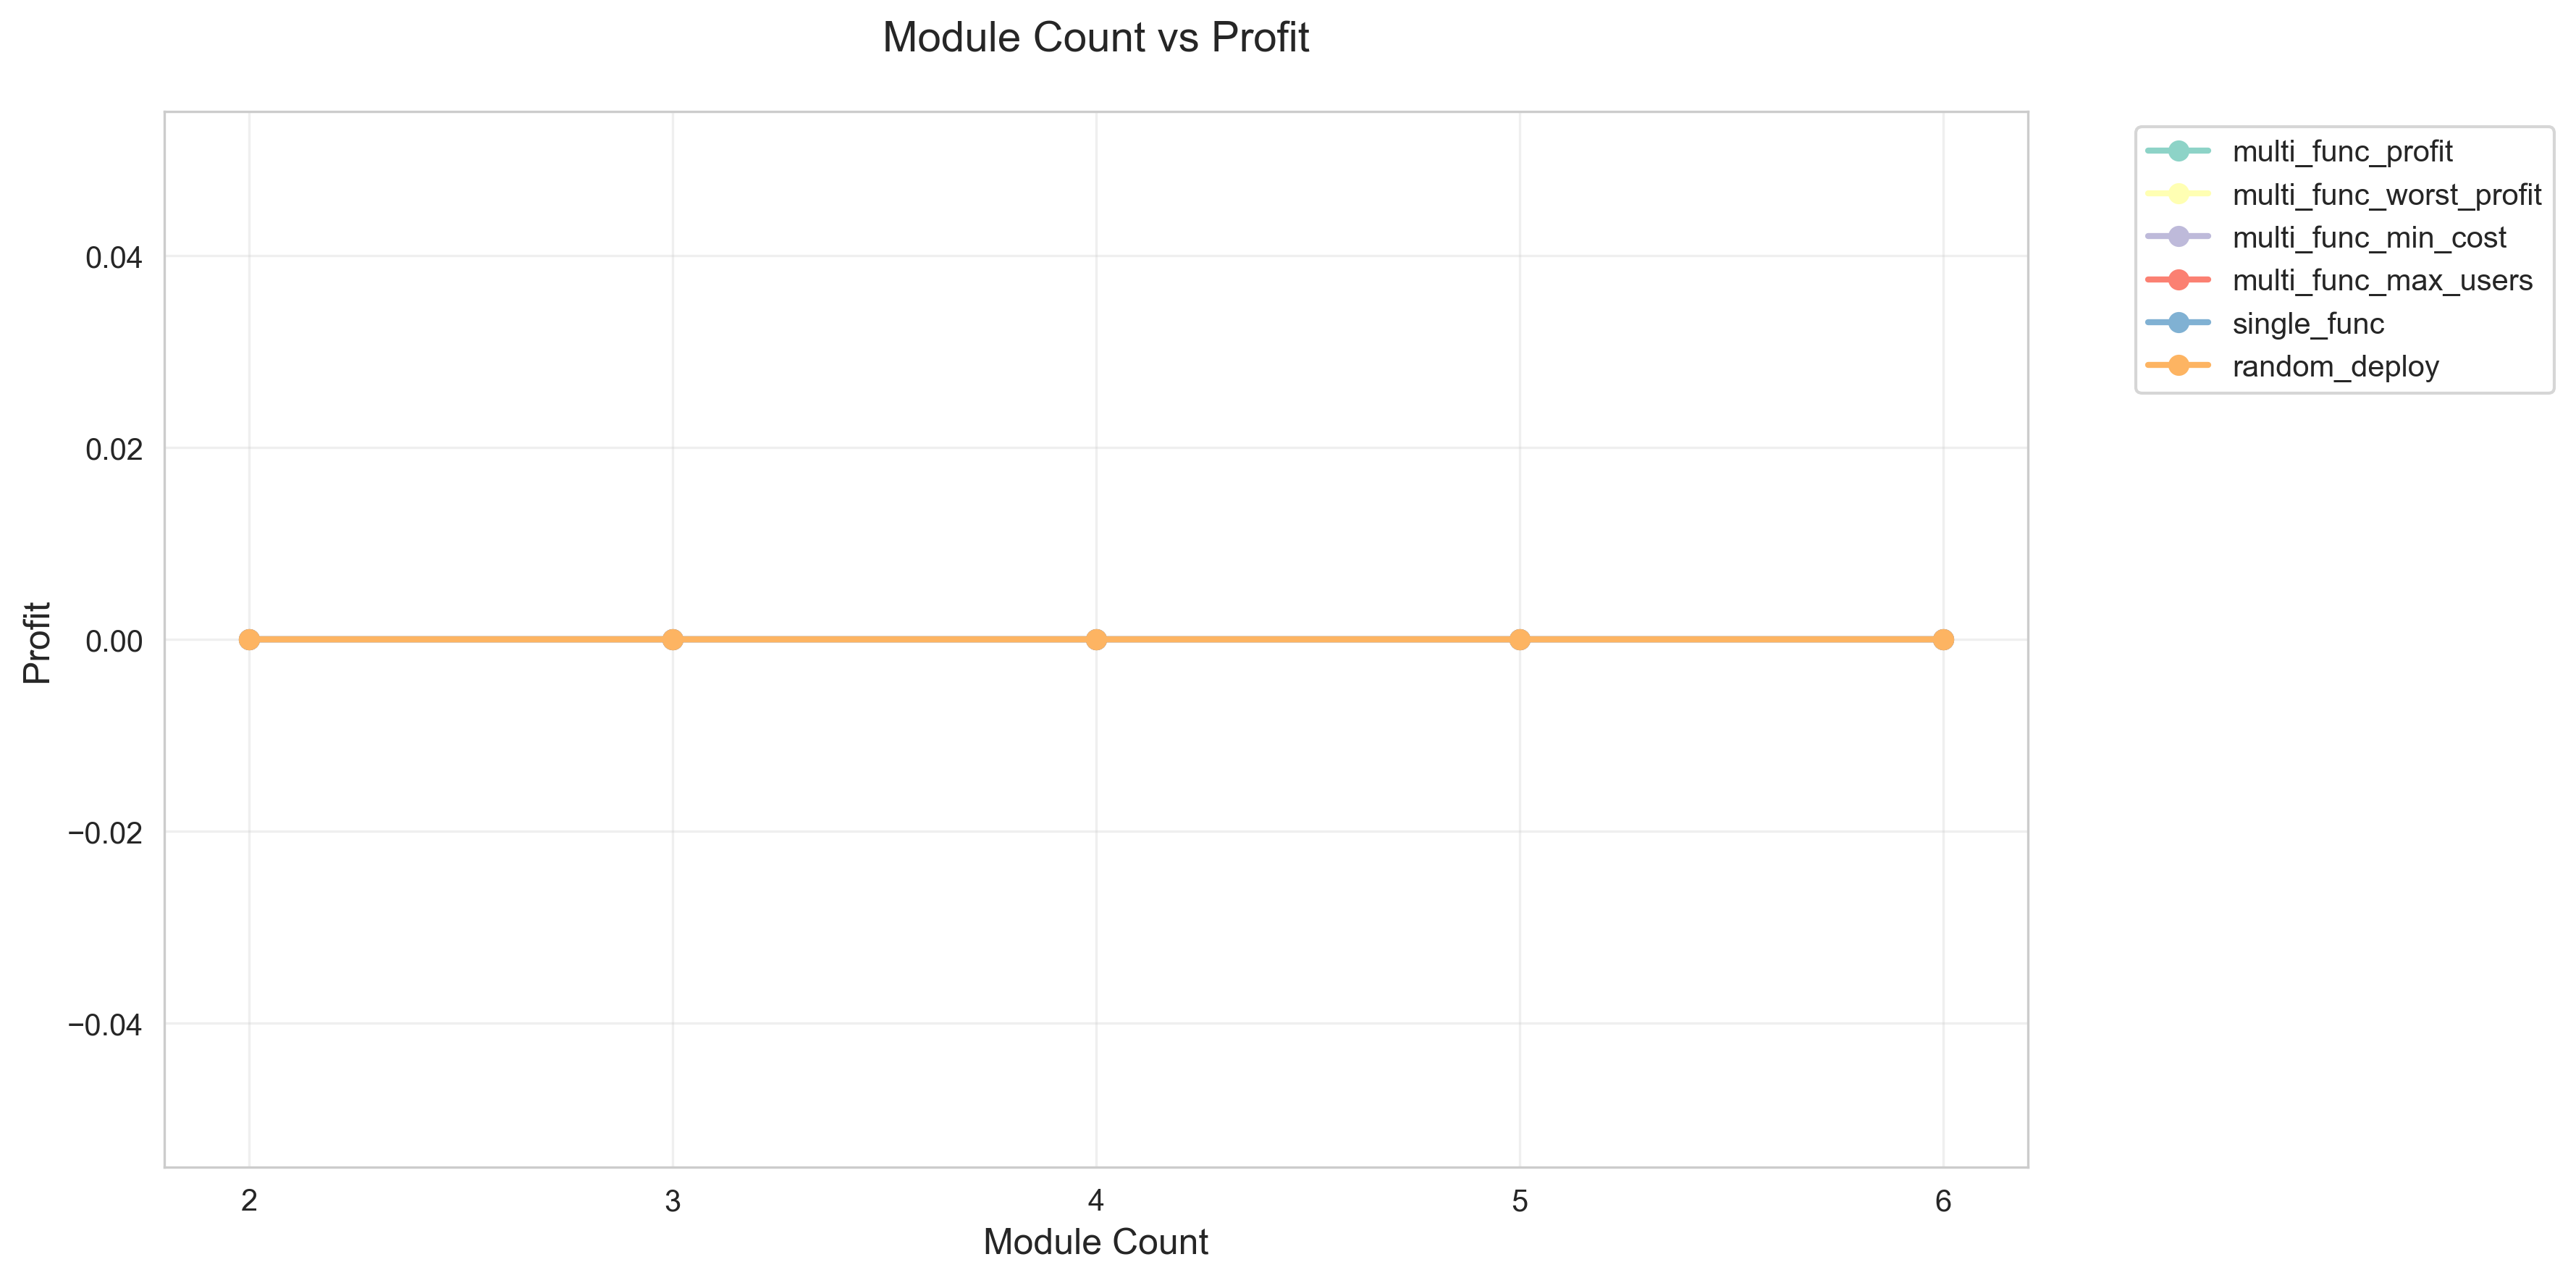 Module Count vs Profit
multi_func_profit
multi_func_worst_profit
multi_func_min_cost
multi_func_max_users
single_func
random_deploy
Profit
0.04
0.02
0.00
−0.02
−0.04
2 3 4 5 6
Module Count